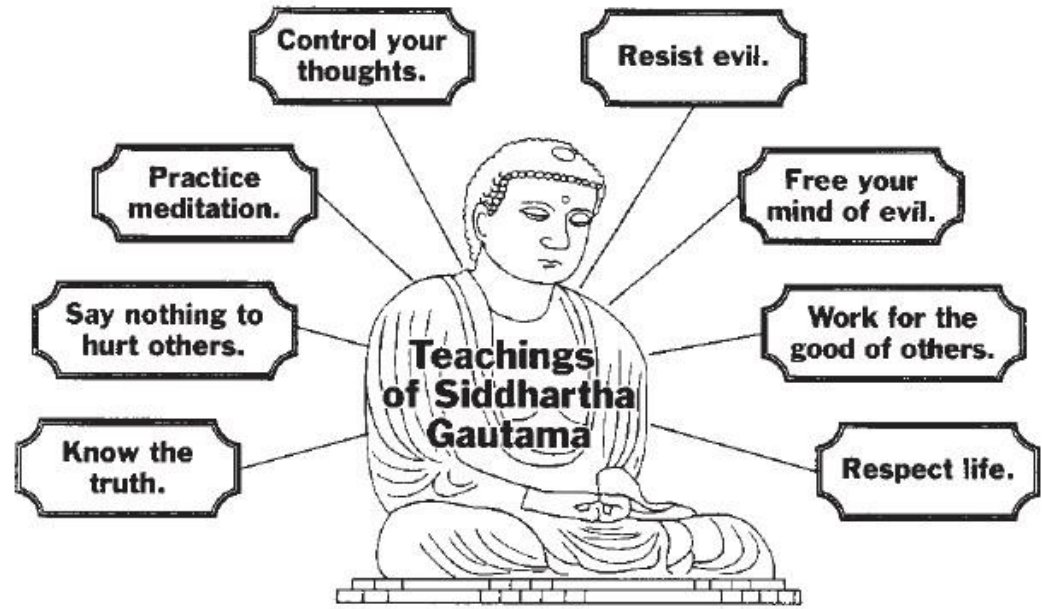 Control your
thoughts.
Resist evil.
Practice
meditation.
Free your
mind of evil.
Say nothing to
hurt others.
Work for the
good of others.
Teachings
of Siddhartha
Gautama
Know the
truth.
Respect life.